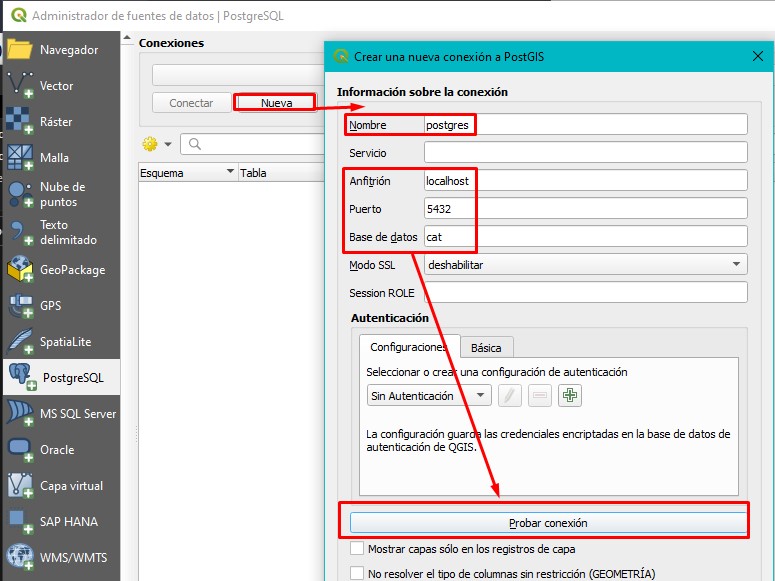 Administrador de fuentes de datos | PostgreSQL
Navegador
Vector
Ráster
Malla
Nube de
puntos
Texto
delimitado
GeoPackage
GPS
SpatiaLite
PostgreSQL
MS SQL Server
Oracle
Capa virtual
SAP HANA
WMS/WMTS
Conexiones
Conectar
Nueva
Esquema
Tabla
Crear una nueva conexión a PostGIS
Información sobre la conexión
Nombre postgres
Servicio
Anfitrión localhost
Puerto 5432
Base de datos cat
Modo SSL deshabilitar
Session ROLE
Autenticación
Configuraciones Básica
Seleccionar o crear una configuración de autenticación
Sin Autenticación
La configuración guarda las credenciales encriptadas en la base de datos de
autenticación de QGIS.
Probar conexión
Mostrar capas sólo en los registros de capa
No resolver el tipo de columnas sin restricción (GEOMETRÍA)